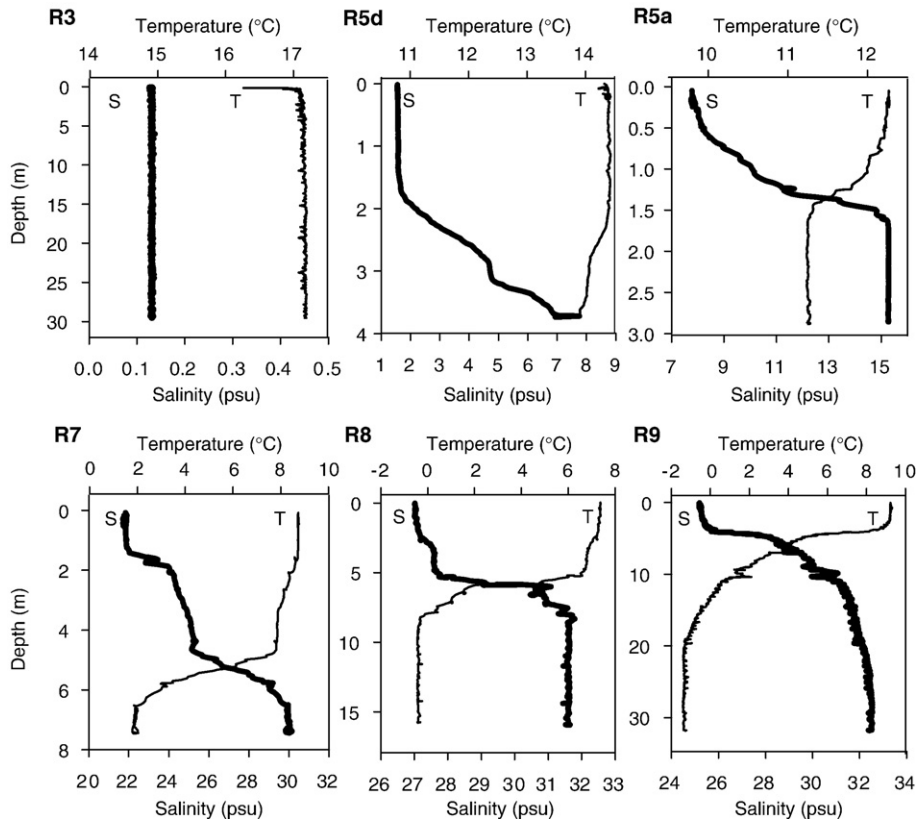 R3 Temperature (°C)
14 15 16 17
S T
Depth (m)
0
5
10
15
20
25
30
0.0 0.1 0.2 0.3 0.4 0.5
Salinity (psu)
R5d Temperature (°C)
11 12 13 14
S T
0
1
2
3
4
1 2 3 4 5 6 7 8 9
Salinity (psu)
R5a Temperature (°C)
10 11 12
S T
0.0
0.5
1.0
1.5
2.0
2.5
3.0
7 9 11 13 15
Salinity (psu)
R7 Temperature (°C)
0 2 4 6 8 10
S T
Depth (m)
0
2
4
6
8
20 22 24 26 28 30 32
Salinity (psu)
R8 Temperature (°C)
-2 0 2 4 6 8
S T
0
5
10
15
26 27 28 29 30 31 32 33
Salinity (psu)
R9 Temperature (°C)
-2 0 2 4 6 8 10
S T
0
10
20
30
24 26 28 30 32 34
Salinity (psu)